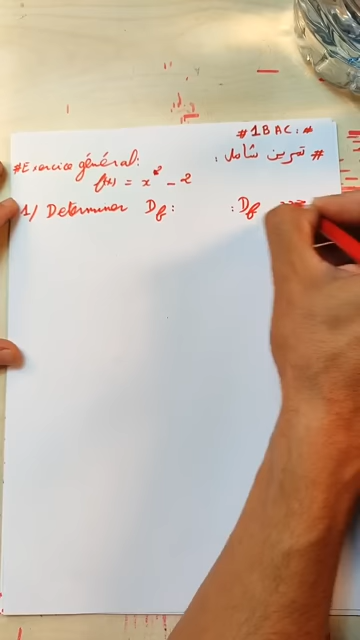 #1BAC:#
#Exercice général: # تمرين شامل :
f(x) = x² - 2
1/ Determiner Df: : Df